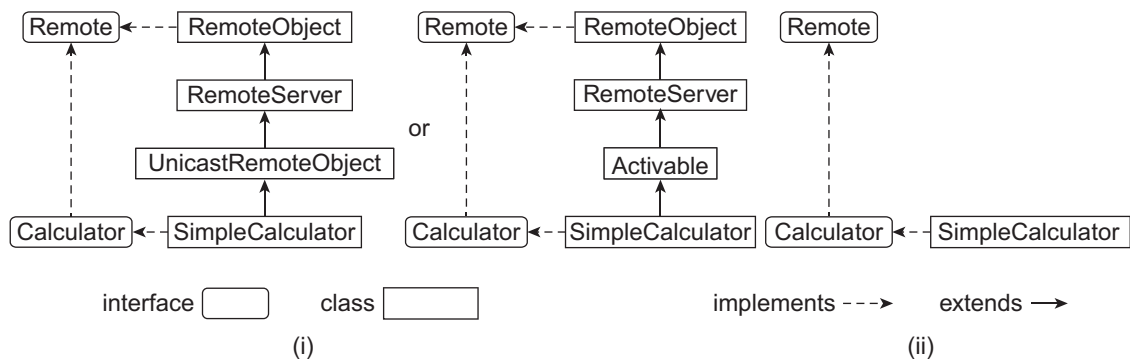 Remote RemoteObject Remote RemoteObject Remote
RemoteServer RemoteServer
or
UnicastRemoteObject Activable
Calculator SimpleCalculator Calculator SimpleCalculator Calculator SimpleCalculator
interface class implements extends
(i) (ii)